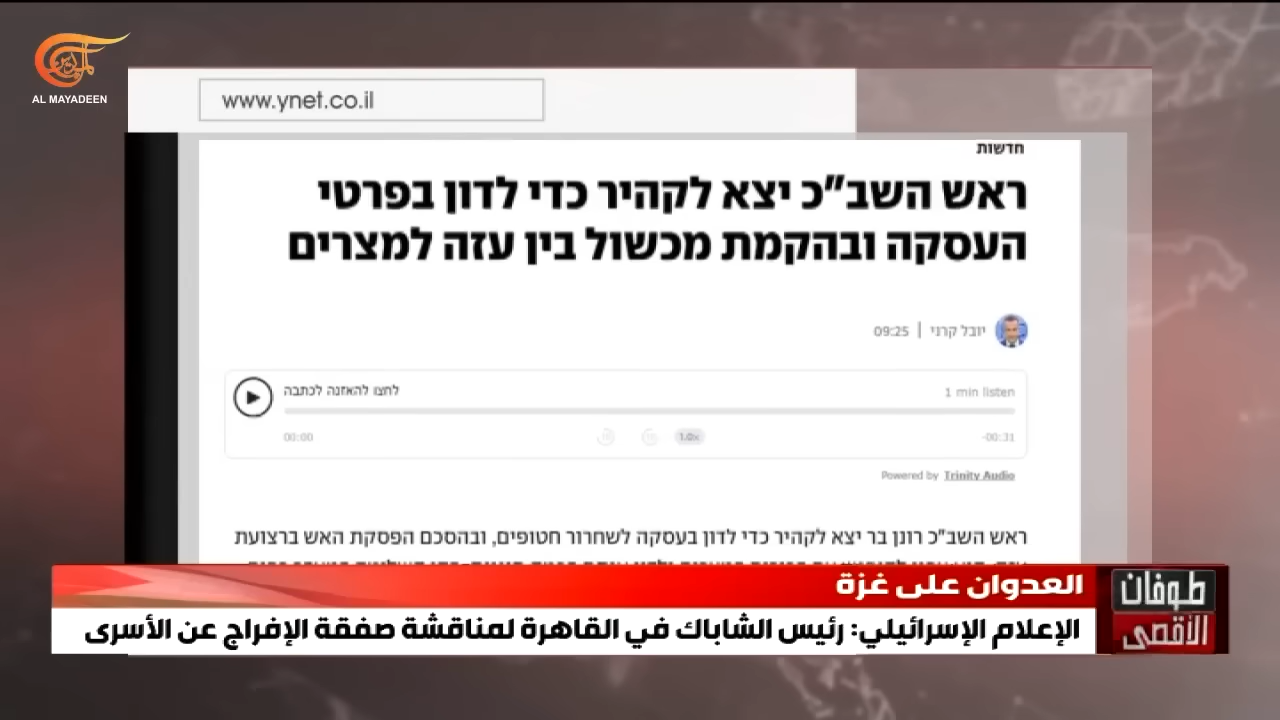 AL MAYADEEN
www.ynet.co.il
חדשות
ראש השב"כ יצא לקהיר כדי לדון בפרטי
העסקה ובהקמת מכשול בין עזה למצרים
יובל קרני | 09:25
לחצו להאזנה לכתבה
1 min listen
00:00
1.0x
-00:31
Powered by Trinity Audio
ראש השב"כ רונן בר יצא לקהיר כדי לדון בעסקה לשחרור חטופים, ובהסכם הפסקת האש ברצועת
العدوان على غزة
طوفان
الأقصى
الإعلام الإسرائيلي: رئيس الشاباك في القاهرة لمناقشة صفقة الإفراج عن الأسرى